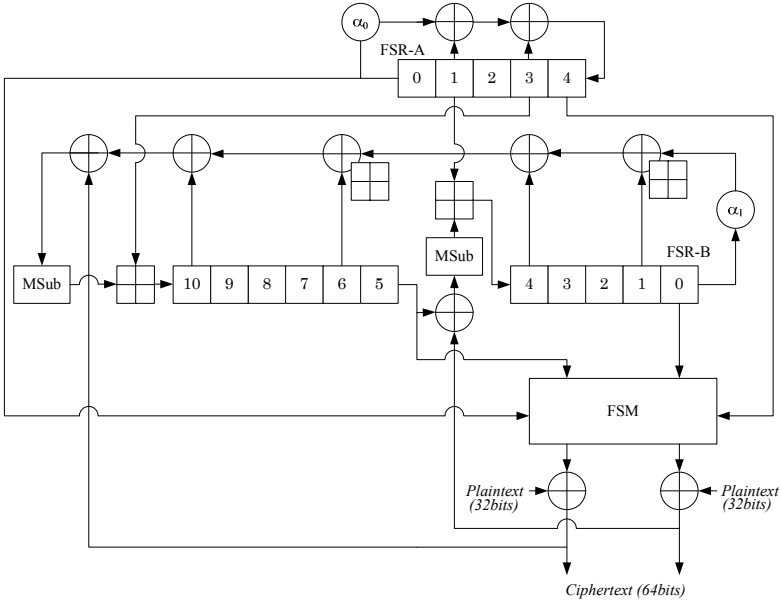 α₀
FSR-A
0 1 2 3 4
α₁
MSub
MSub
FSR-B
10 9 8 7 6 5
4 3 2 1 0
FSM
Plaintext
(32bits)
Plaintext
(32bits)
Ciphertext (64bits)